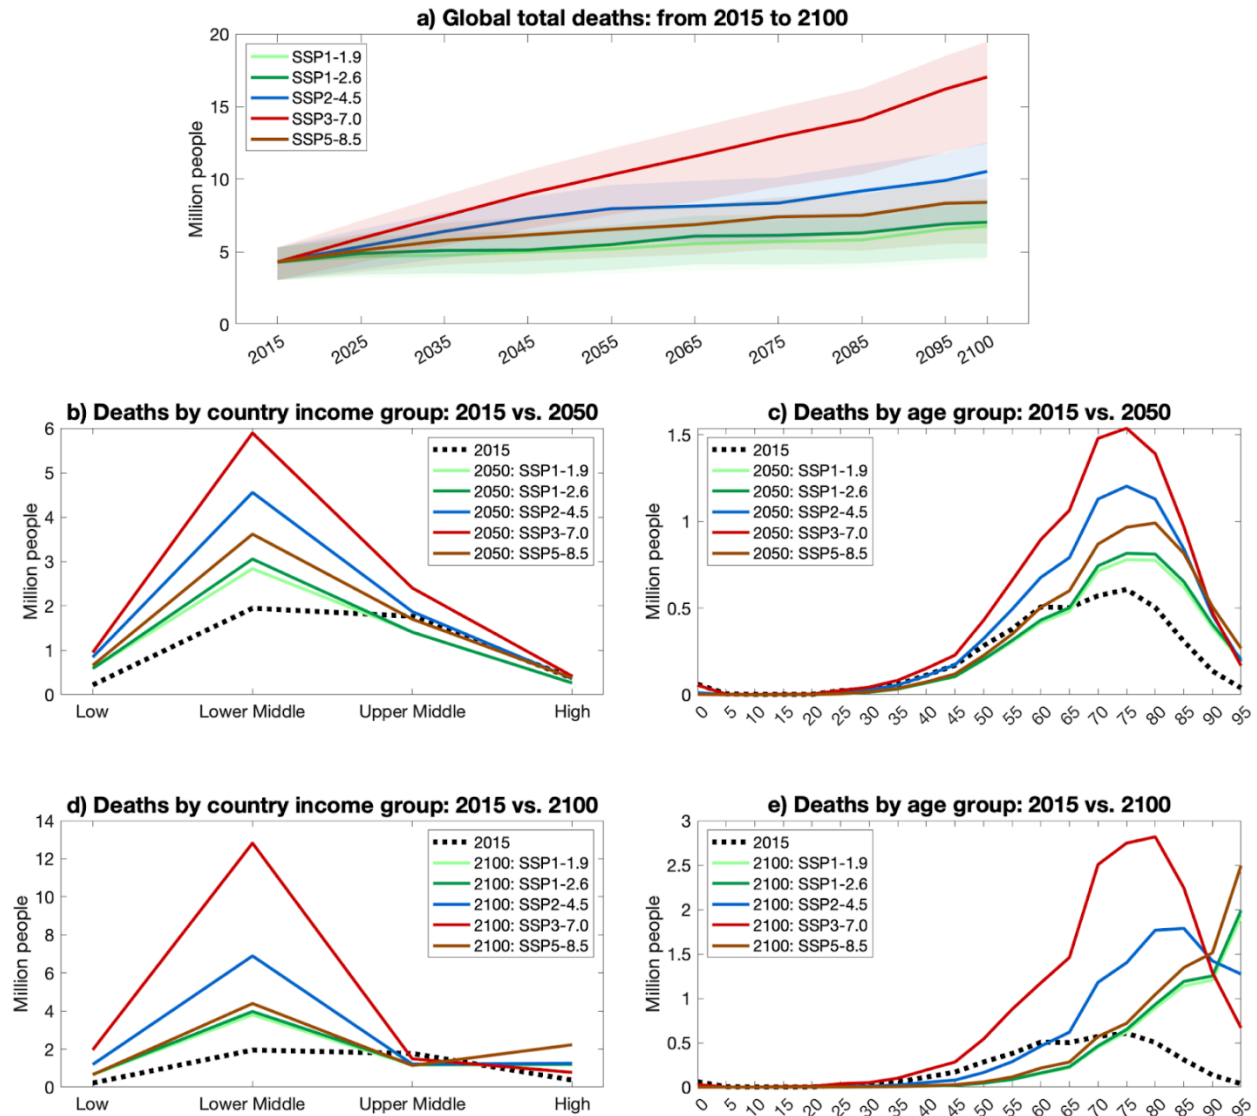 a) Global total deaths: from 2015 to 2100
20
15
10
5
0
Million people
SSP1-1.9
SSP1-2.6
SSP2-4.5
SSP3-7.0
SSP5-8.5
2015 2025 2035 2045 2055 2065 2075 2085 2095 2100
b) Deaths by country income group: 2015 vs. 2050
6
5
4
3
2
1
0
Million people
2015
2050: SSP1-1.9
2050: SSP1-2.6
2050: SSP2-4.5
2050: SSP3-7.0
2050: SSP5-8.5
Low Lower Middle Upper Middle High
c) Deaths by age group: 2015 vs. 2050
1.5
1
0.5
0
Million people
2015
2050: SSP1-1.9
2050: SSP1-2.6
2050: SSP2-4.5
2050: SSP3-7.0
2050: SSP5-8.5
0 5 10 15 20 25 30 35 40 45 50 55 60 65 70 75 80 85 90 95
d) Deaths by country income group: 2015 vs. 2100
14
12
10
8
6
4
2
0
Million people
2015
2100: SSP1-1.9
2100: SSP1-2.6
2100: SSP2-4.5
2100: SSP3-7.0
2100: SSP5-8.5
Low Lower Middle Upper Middle High
e) Deaths by age group: 2015 vs. 2100
3
2.5
2
1.5
1
0.5
0
Million people
2015
2100: SSP1-1.9
2100: SSP1-2.6
2100: SSP2-4.5
2100: SSP3-7.0
2100: SSP5-8.5
0 5 10 15 20 25 30 35 40 45 50 55 60 65 70 75 80 85 90 95